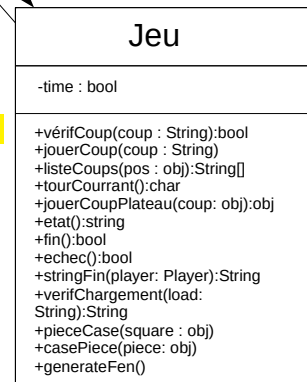 Jeu
-time : bool
+vérifCoup(coup : String):bool
+jouerCoup(coup : String)
+listeCoups(pos : obj):String[]
+tourCourrant():char
+jouerCoupPlateau(coup: obj):obj
+etat():string
+fin():bool
+echec():bool
+stringFin(player: Player):String
+verifChargement(load:
String):String
+pieceCase(square : obj)
+casePiece(piece: obj)
+generateFen()